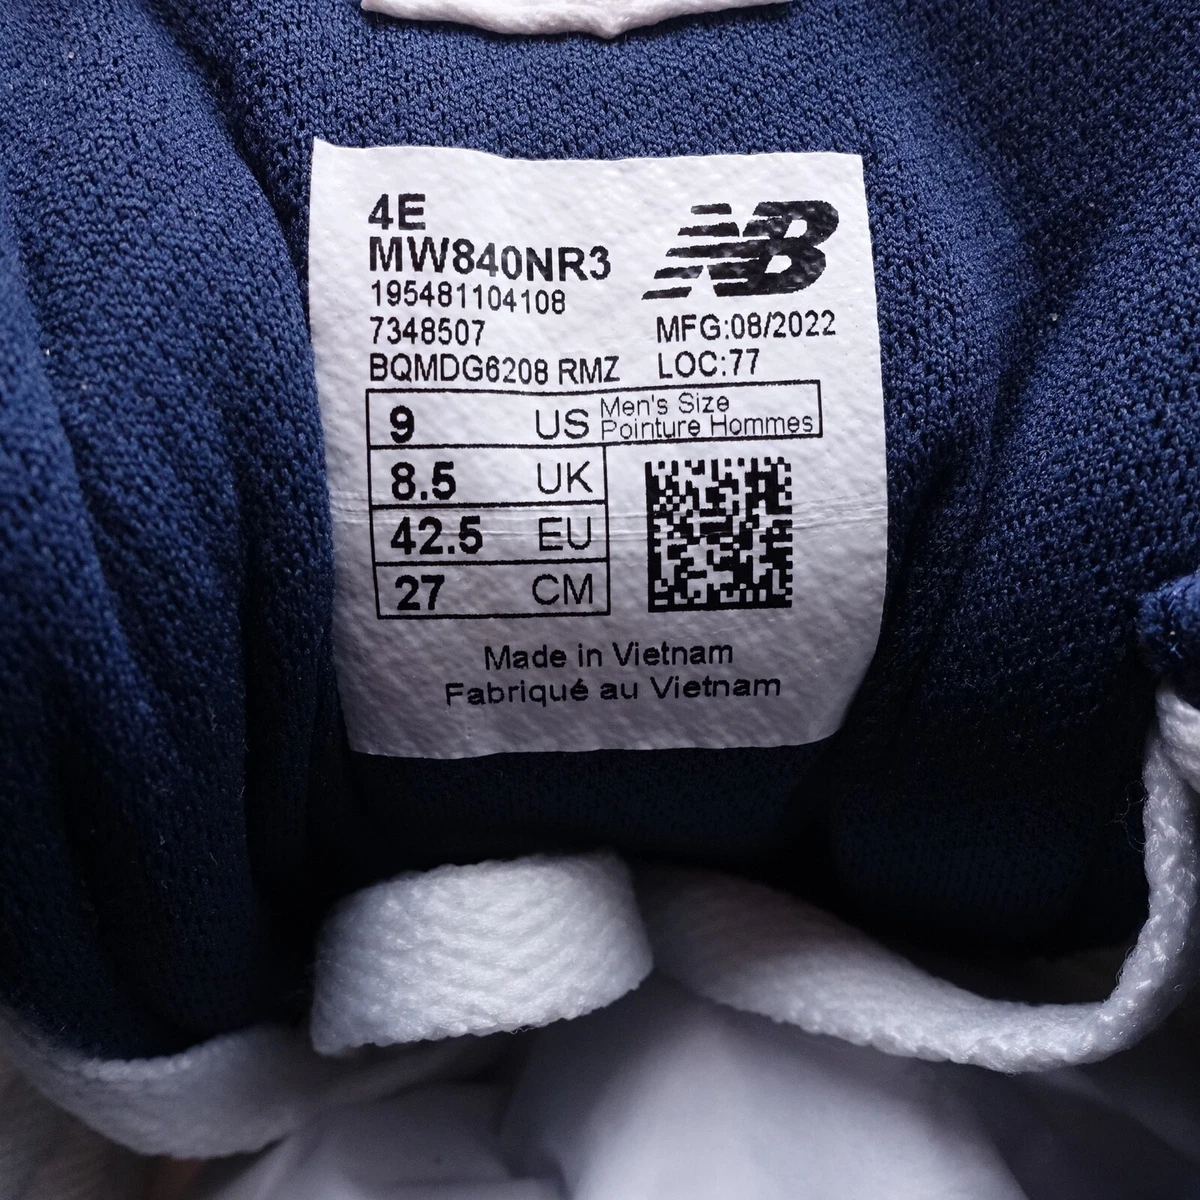 4E
MW840NR3
195481104108
7348507
BQMDG6208 RMZ
NB
MFG:08/2022
LOC:77
9 US Men's Size
Pointure Hommes
8.5 UK
42.5 EU
27 CM
Made in Vietnam
Fabriqué au Vietnam